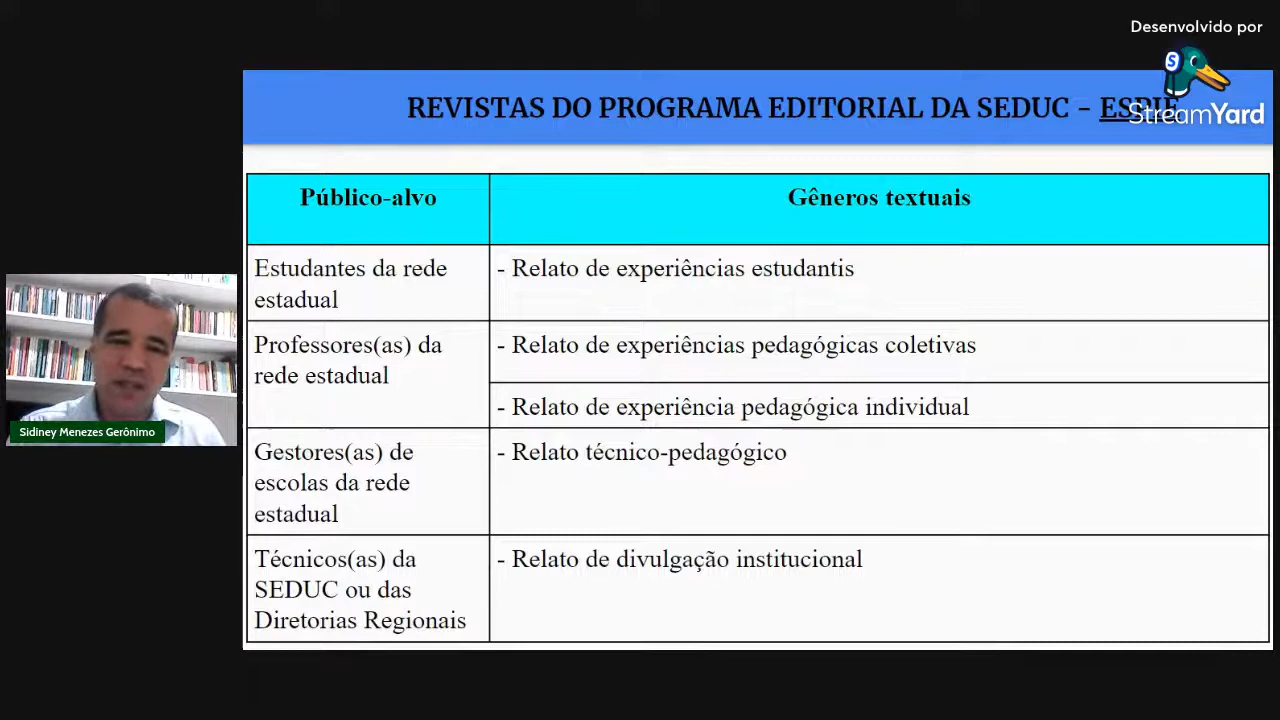 Desenvolvido por
S
StreamYard
REVISTAS DO PROGRAMA EDITORIAL DA SEDUC –
Público-alvo
Gêneros textuais
Estudantes da rede
estadual
- Relato de experiências estudantis
Professores(as) da
rede estadual
- Relato de experiências pedagógicas coletivas
- Relato de experiência pedagógica individual
Gestores(as) de
escolas da rede
estadual
- Relato técnico-pedagógico
Técnicos(as) da
SEDUC ou das
Diretorias Regionais
- Relato de divulgação institucional
Sidiney Menezes Gerônimo